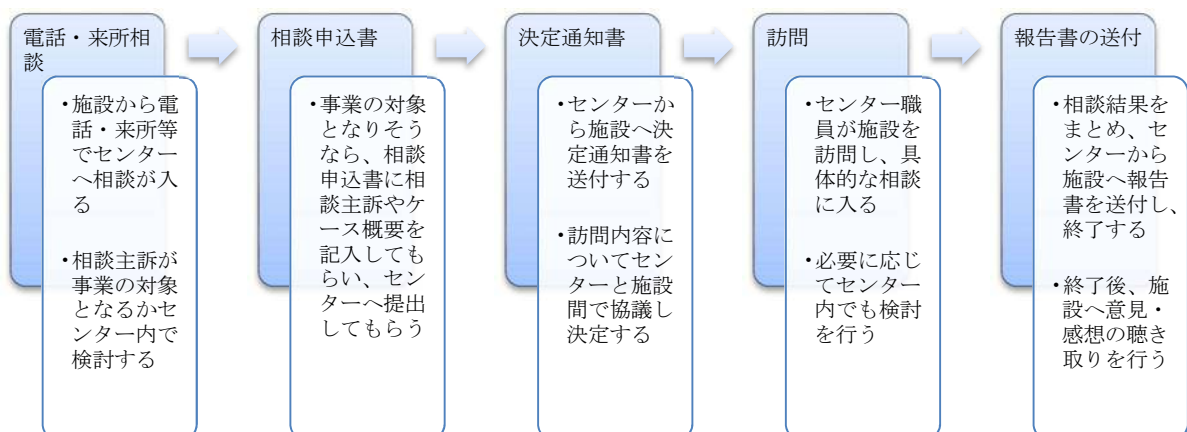 電話・来所相
談
・施設から電
話・来所等
でセンター
へ相談が入
る
・相談主訴が
事業の対象
となるかセ
ンター内で
検討する
相談申込書
・事業の対象
となりそう
なら、相談
申込書に相
談主訴やケ
ース概要を
記入しても
らい、セン
ターへ提出
してもらう
決定通知書
・センターか
ら施設へ決
定通知書を
送付する
・訪問内容に
ついてセン
ターと施設
間で協議し
決定する
訪問
・センター職
員が施設を
訪問し、具
体的な相談
に入る
・必要に応じ
てセンター
内でも検討
を行う
報告書の送付
・相談結果を
まとめ、セ
ンターから
施設へ報告
書を送付し、
終了する
・終了後、施
設へ意見・
感想の聴き
取りを行う